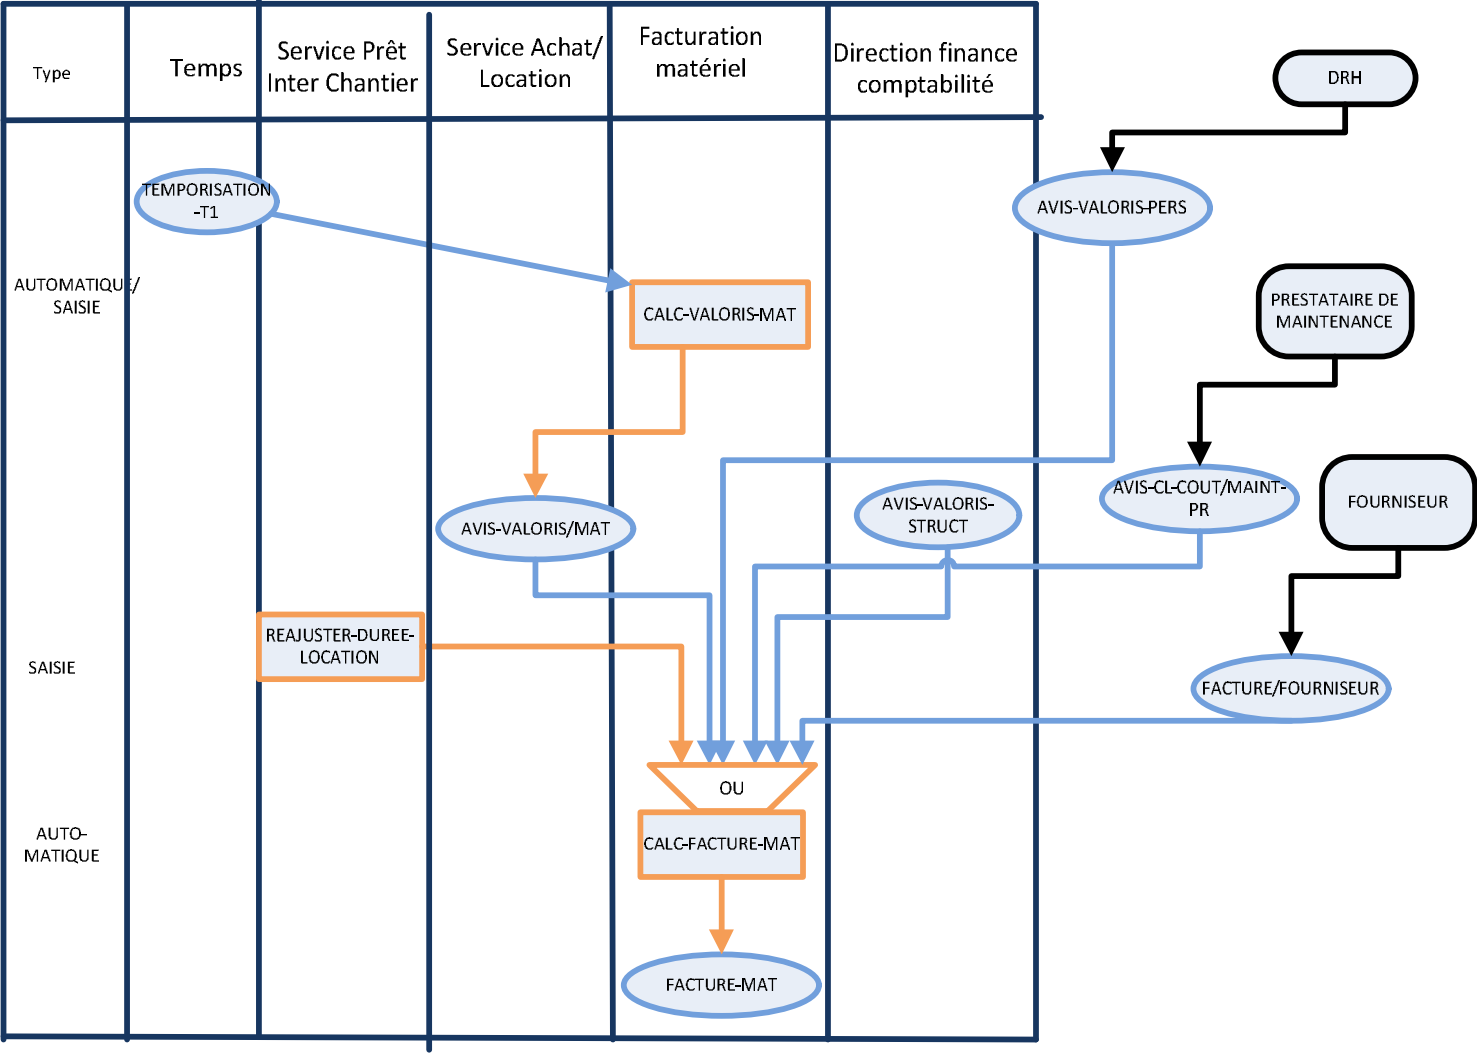 Type
Temps
Service Prêt
Inter Chantier
Service Achat/
Location
Facturation
matériel
Direction finance
comptabilité
DRH
TEMPORISATION
-T1
AVIS-VALORIS-PERS
AUTOMATIQUE/
SAISIE
CALC-VALORIS-MAT
PRESTATAIRE DE
MAINTENANCE
AVIS-VALORIS/MAT
AVIS-VALORIS-
STRUCT
AVIS-CL-COUT/MAINT-
PR
FOURNISEUR
SAISIE
REAJUSTER-DUREE-
LOCATION
FACTURE/FOURNISEUR
OU
AUTO-
MATIQUE
CALC-FACTURE-MAT
FACTURE-MAT